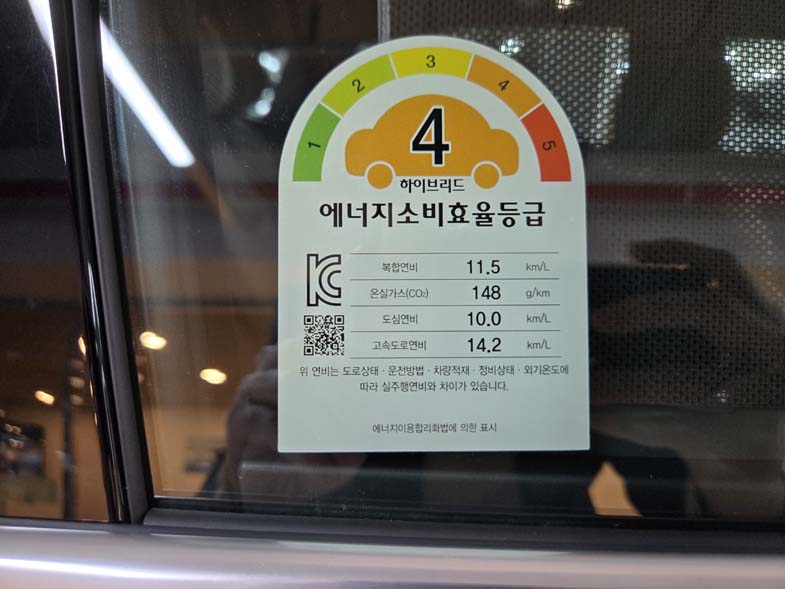 1 2 3 4 5
4
하이브리드
에너지소비효율등급
복합연비 11.5 km/L
온실가스(CO₂) 148 g/km
도심연비 10.0 km/L
고속도로연비 14.2 km/L
위 연비는 도로상태 · 운전방법 · 차량적재 · 정비상태 · 외기온도에
따라 실주행연비와 차이가 있습니다.
에너지이용합리화법에 의한 표시